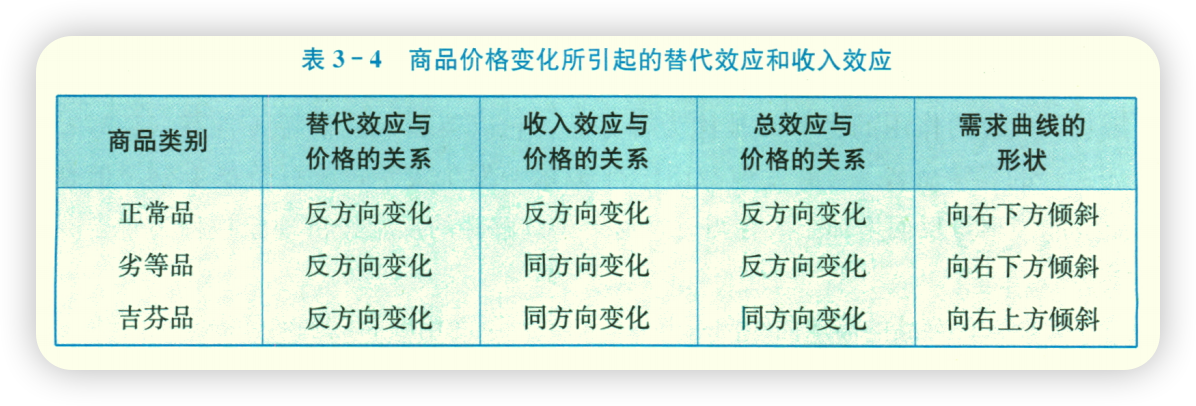 表 3-4 商品价格变化所引起的替代效应和收入效应
商品类别 替代效应与价格的关系 收入效应与价格的关系 总效应与价格的关系 需求曲线的形状
正常品 反方向变化 反方向变化 反方向变化 向右下方倾斜
劣等品 反方向变化 同方向变化 反方向变化 向右下方倾斜
吉芬品 反方向变化 同方向变化 同方向变化 向右上方倾斜